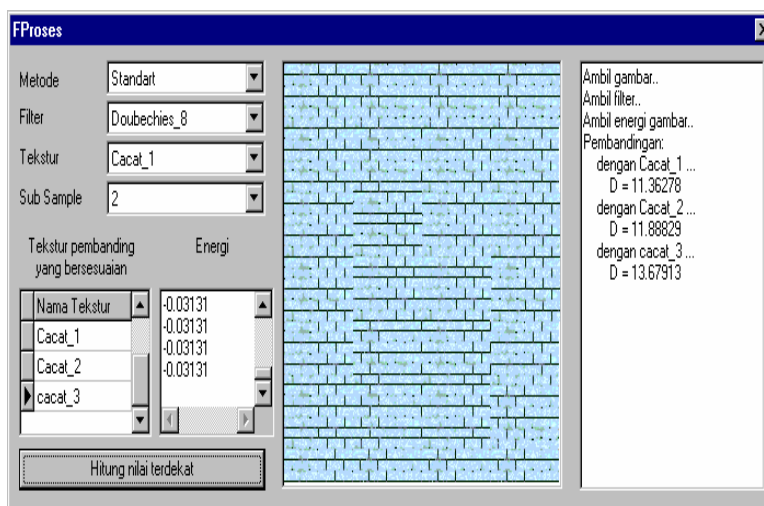 FProses
Metode Standart
Filter Doubechies_8
Tekstur Cacat_1
Sub Sample 2
Tekstur pembanding
yang bersesuaian
Nama Tekstur
Cacat_1
Cacat_2
cacat_3
Energi
-0.03131
-0.03131
-0.03131
-0.03131
Hitung nilai terdekat
Ambil gambar..
Ambil filter..
Ambil energi gambar..
Pembandingan:
dengan Cacat_1 ...
D = 11.36278
dengan Cacat_2 ...
D = 11.88829
dengan cacat_3 ...
D = 13.67913